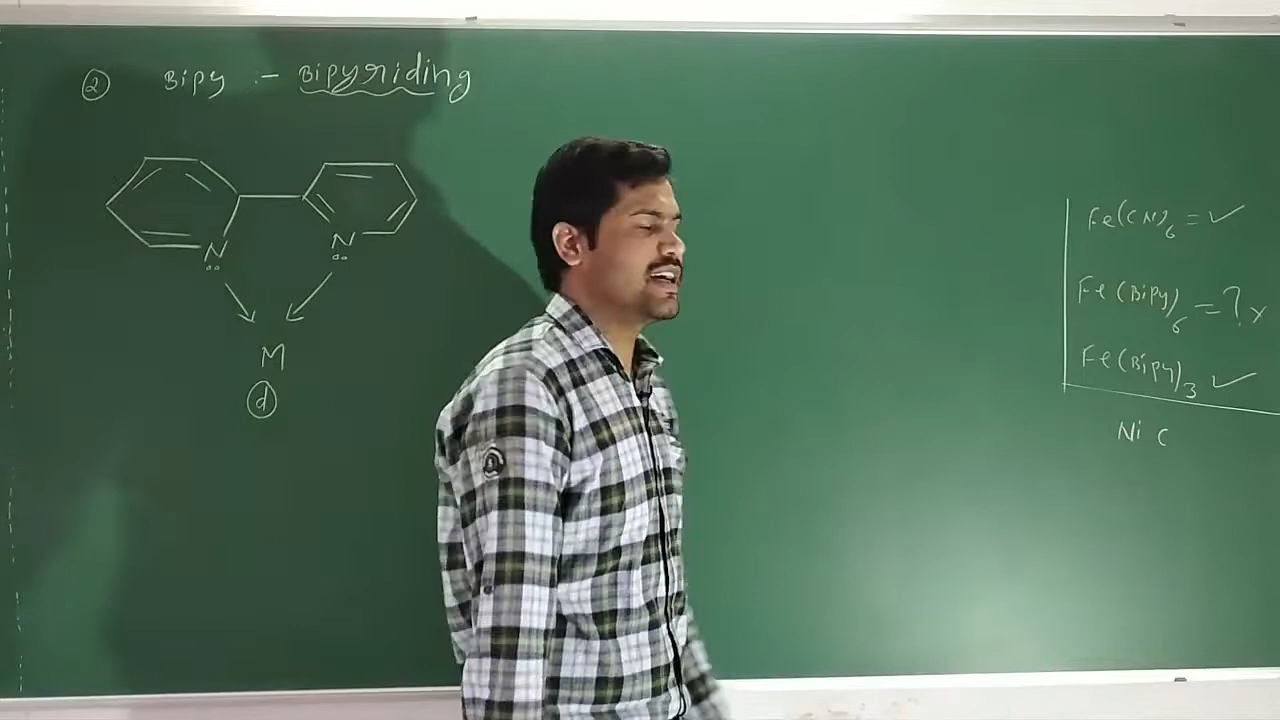 ② Bipy :- Bipyriding
N
N
M
d
Fe(CN)6 = ✓
Fe(Bipy)6 = ? x
Fe(Bipy)3 ✓
Ni C